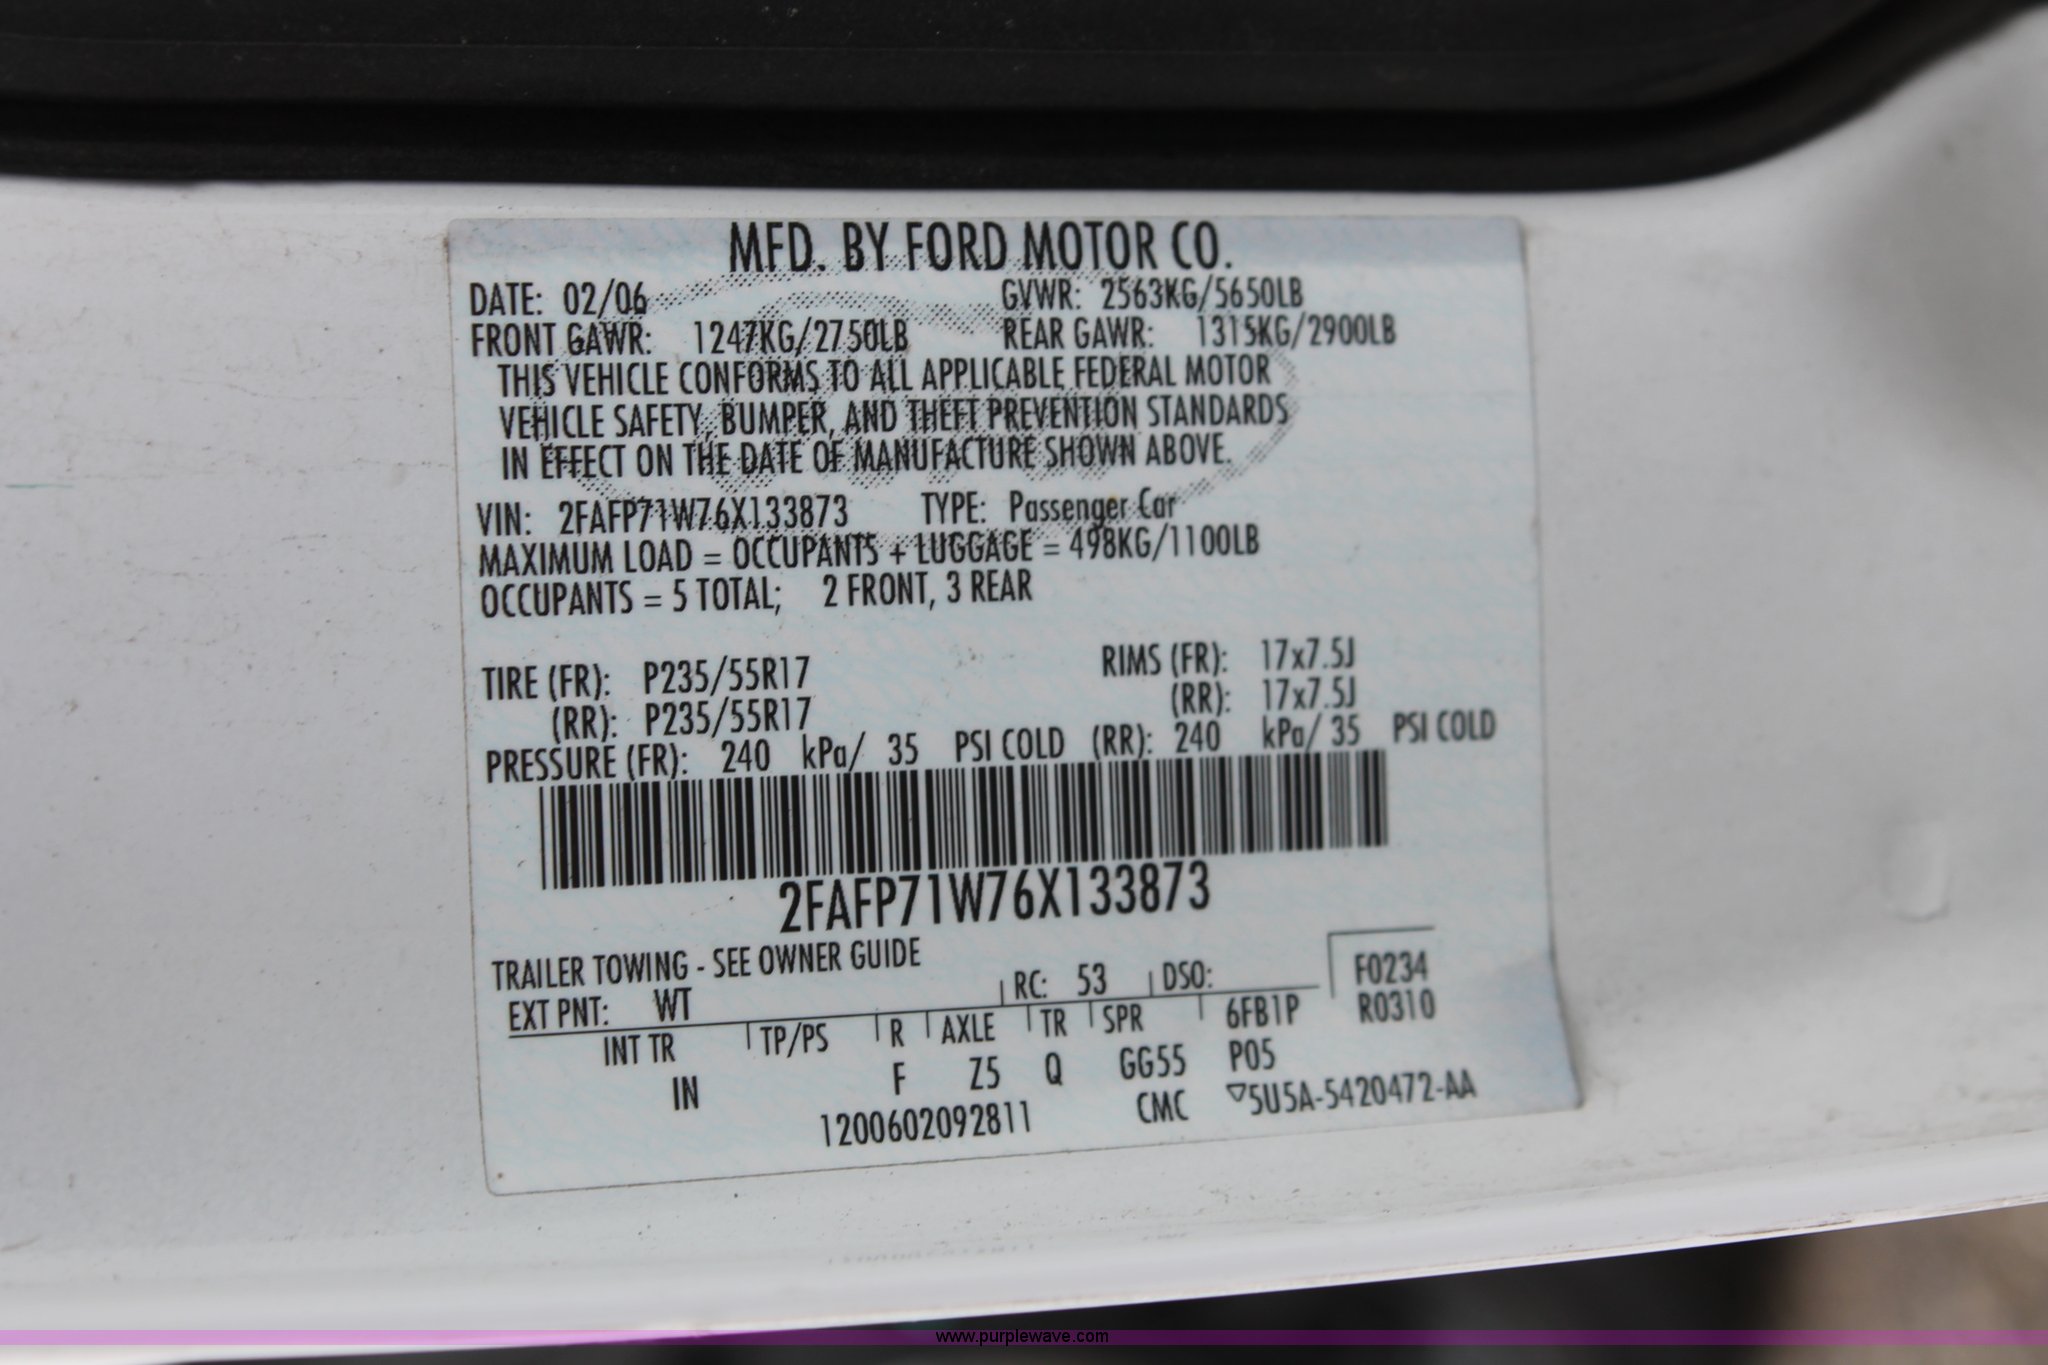 MFD. BY FORD MOTOR CO.
DATE: 02/06 GVWR: 2563KG/5650LB
FRONT GAWR: 1247KG/2750LB REAR GAWR: 1315KG/2900LB
THIS VEHICLE CONFORMS TO ALL APPLICABLE FEDERAL MOTOR
VEHICLE SAFETY, BUMPER, AND THEFT PREVENTION STANDARDS
IN EFFECT ON THE DATE OF MANUFACTURE SHOWN ABOVE.
VIN: 2FAFP71W76X133873 TYPE: Passenger Car
MAXIMUM LOAD = OCCUPANTS + LUGGAGE = 498KG/1100LB
OCCUPANTS = 5 TOTAL; 2 FRONT, 3 REAR
TIRE (FR): P235/55R17 RIMS (FR): 17x7.5J
(RR): P235/55R17 (RR): 17x7.5J
PRESSURE (FR): 240 kPa/ 35 PSI COLD (RR): 240 kPa/ 35 PSI COLD
2FAFP71W76X133873
TRAILER TOWING - SEE OWNER GUIDE
EXT PNT: WT RC: 53 DSO: F0234
INT TR TP/PS R AXLE TR SPR 6FB1P R0310
IN F Z5 Q GG55 P05
1200602092811 CMC ▽5U5A-5420472-AA
www.purplewave.com